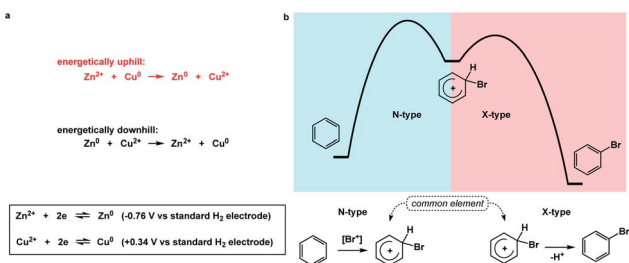 a
energetically uphill:
Zn²⁺ + Cu⁰ → Zn⁰ + Cu²⁺
energetically downhill:
Zn⁰ + Cu²⁺ → Zn²⁺ + Cu⁰
Zn²⁺ + 2e ⇌ Zn⁰ (-0.76 V vs standard H₂ electrode)
Cu²⁺ + 2e ⇌ Cu⁰ (+0.34 V vs standard H₂ electrode)
b
H
Br
+
N-type X-type
Br
common element
N-type
[Br⁺]
H
Br
+
X-type
H
Br
+
-H⁺
Br